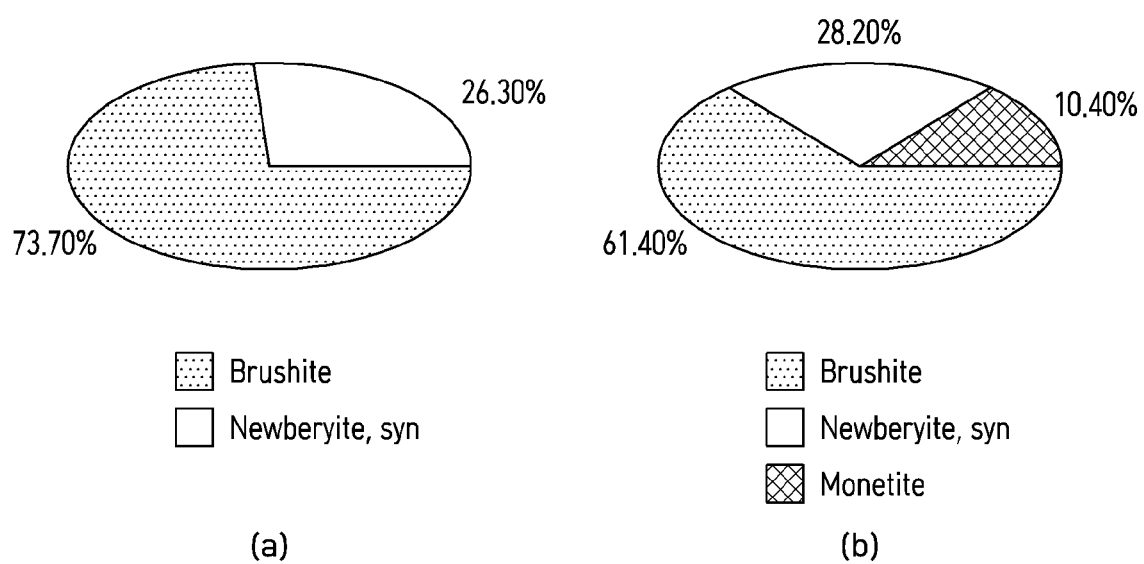 26.30%
73.70%
Brushite
Newberyite, syn
(a)
28.20%
10.40%
61.40%
Brushite
Newberyite, syn
Monetite
(b)